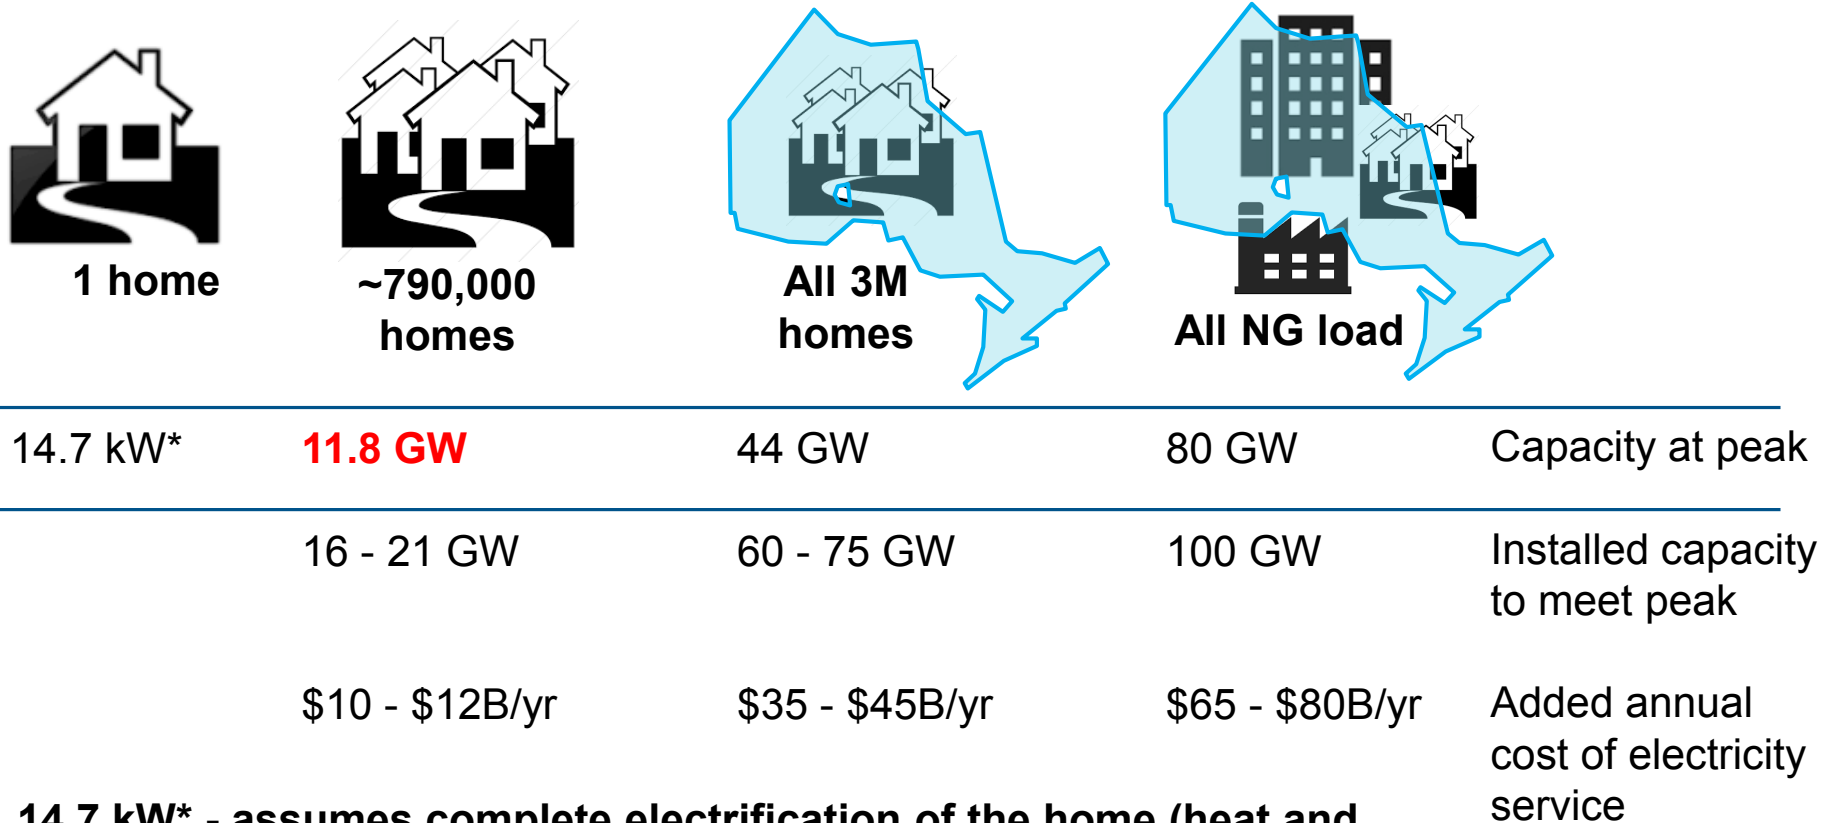 1 home
~790,000
homes
All 3M
homes
All NG load
14.7 kW* 11.8 GW 44 GW 80 GW Capacity at peak
16 - 21 GW 60 - 75 GW 100 GW Installed capacity
to meet peak
$10 - $12B/yr $35 - $45B/yr $65 - $80B/yr Added annual
cost of electricity
service
14.7 kW* - assumes complete electrification of the home (heat and